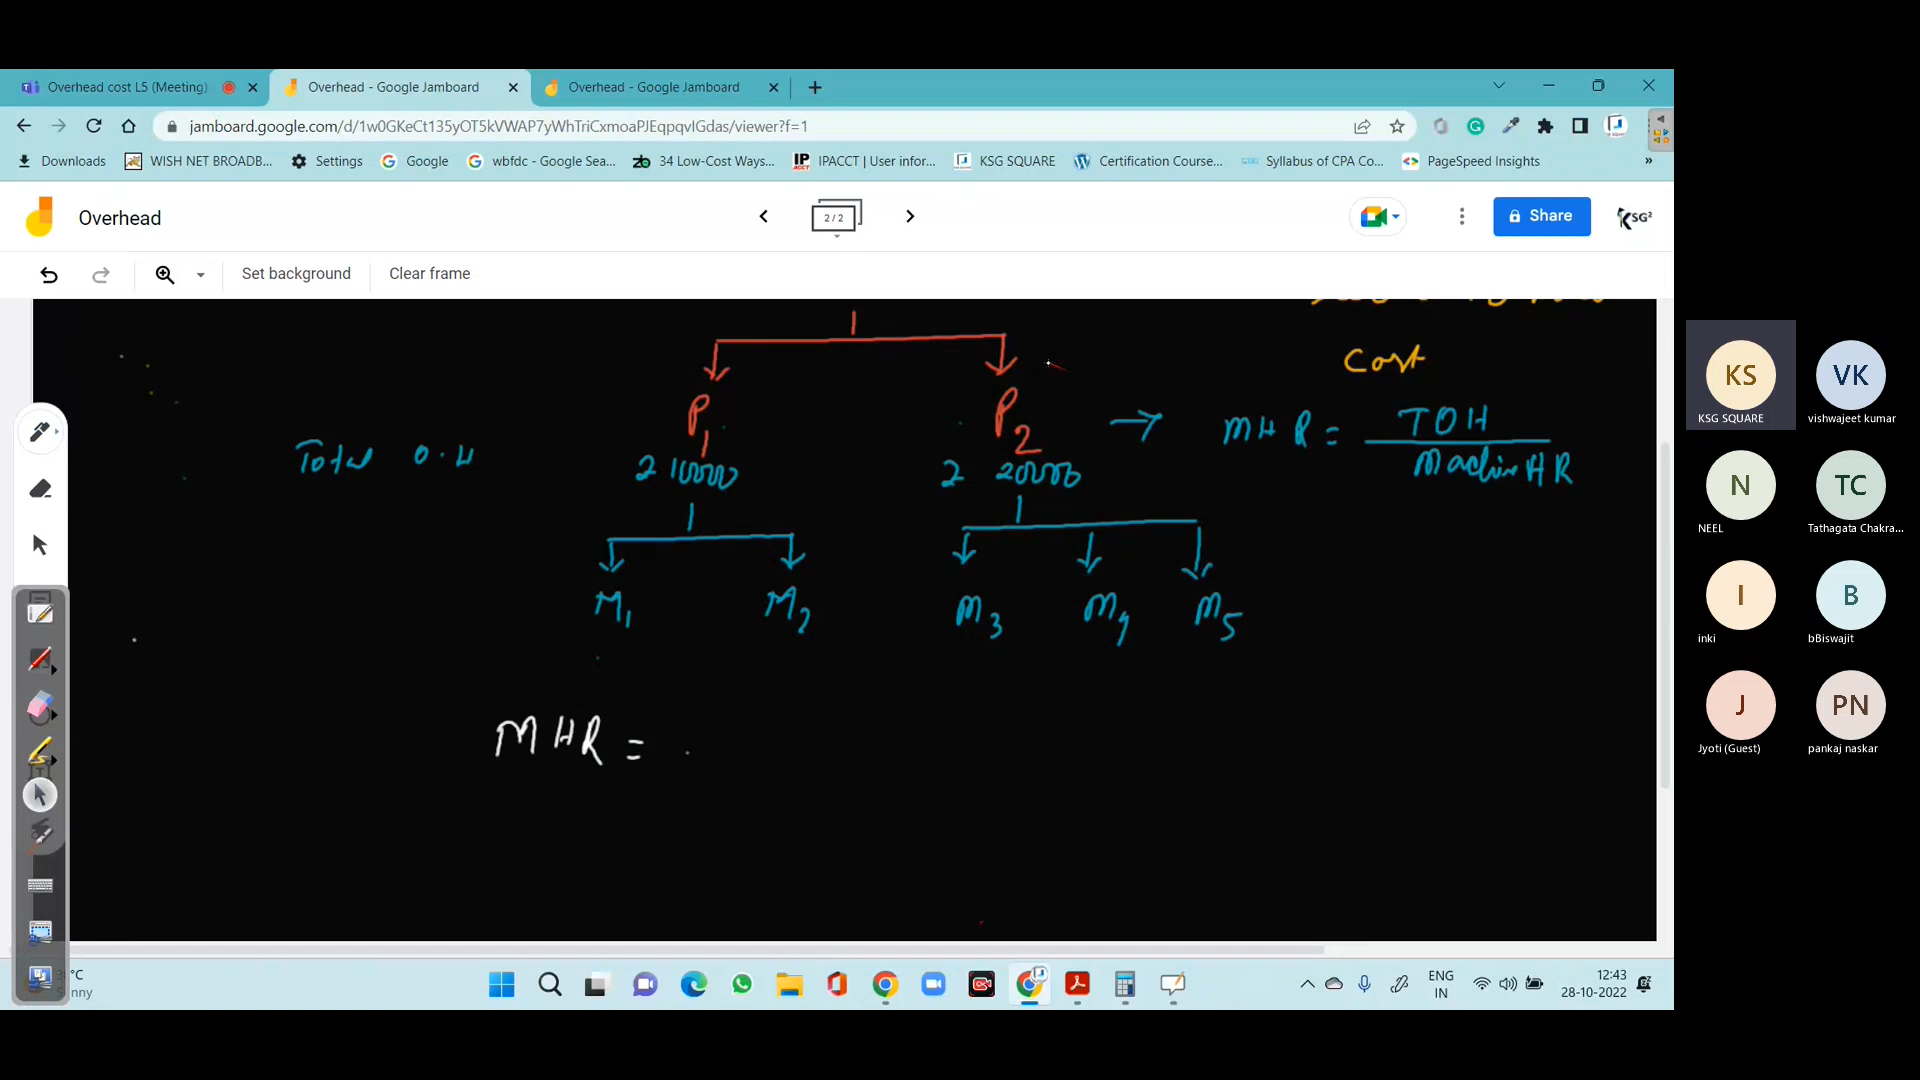 Overhead cost L5 (Meeting)
Overhead - Google Jamboard
Overhead - Google Jamboard
jamboard.google.com/d/1w0GKeCt135yOT5kVWAP7yWhTriCxmoaPJEqpqvIGdas/viewer?f=1
Downloads
WISH NET BROADB...
Settings
Google
wbfdc - Google Sea...
34 Low-Cost Ways...
IPACCT | User infor...
KSG SQUARE
Certification Course...
Syllabus of CPA Co...
PageSpeed Insights
»
Overhead
2 / 2
Share
KSG²
Set background
Clear frame
Cost
P1
P2
→ MHR = TOH
Machine HR
Total O.H
2 100000
2 200000
M1
M2
M3
M4
M5
MHR =
KS
KSG SQUARE
VK
vishwajeet kumar
N
NEEL
TC
Tathagata Chakra...
I
inki
B
bBiswajit
J
Jyoti (Guest)
PN
pankaj naskar
°C
ENG
IN
12:43
28-10-2022